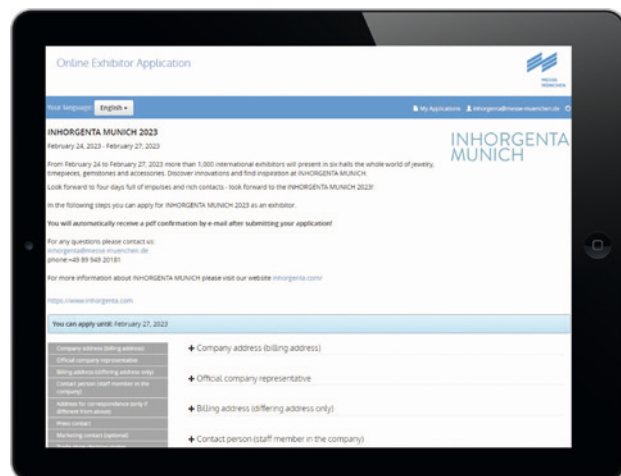 Online Exhibitor Application
MESSE
MÜNCHEN
Your language: English
My Applications inhorgenta@messe-muenchen.de
INHORGENTA MUNICH 2023
February 24, 2023 - February 27, 2023
INHORGENTA
MUNICH
From February 24 to February 27, 2023 more than 1,000 international exhibitors will present in six halls the whole world of jewelry,
timepieces, gemstones and accessories. Discover innovations and find inspiration at INHORGENTA MUNICH.
Look forward to four days full of impulses and rich contacts - look forward to the INHORGENTA MUNICH 2023!
In the following steps you can apply for INHORGENTA MUNICH 2023 as an exhibitor.
You will automatically receive a pdf confirmation by e-mail after submitting your application!
For any questions please contact us:
inhorgenta@messe-muenchen.de
phone:+49 89 949 20191
For more information about INHORGENTA MUNICH please visit our website inhorgenta.com/
https://www.inhorgenta.com
You can apply until: February 27, 2023
Company address (billing address)
Official company representative
Billing address (differing address only)
Contact person (staff member in the
company)
Address for correspondence (only if
different from above)
Press contact
Marketing contact (optional)
+ Company address (billing address)
+ Official company representative
+ Billing address (differing address only)
+ Contact person (staff member in the company)